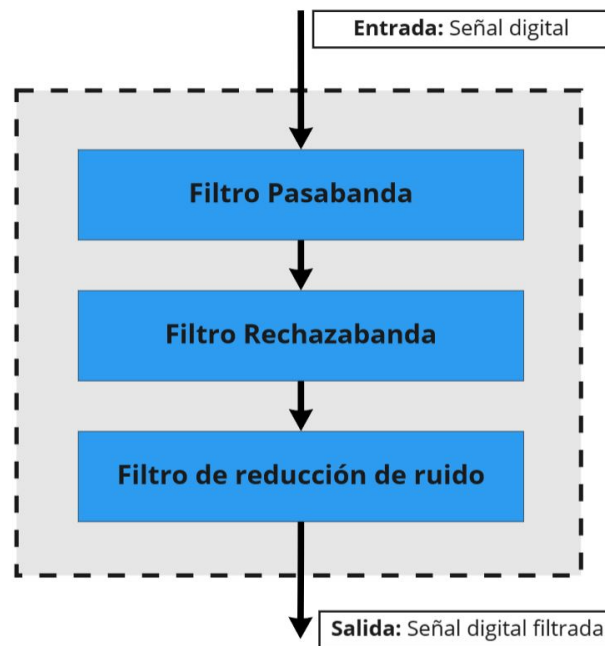 Entrada: Señal digital
Filtro Pasabanda
Filtro Rechazabanda
Filtro de reducción de ruido
Salida: Señal digital filtrada